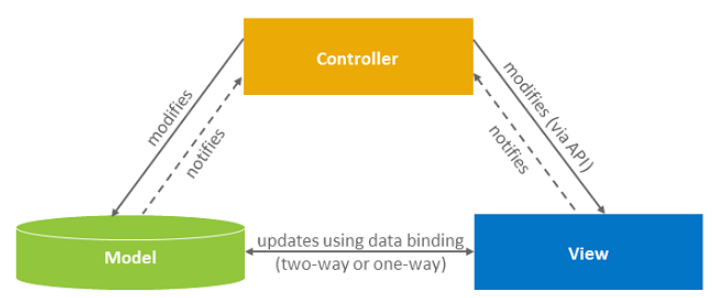 Controller
modifies
notifies
modifies (via API)
notifies
updates using data binding
(two-way or one-way)
Model
View